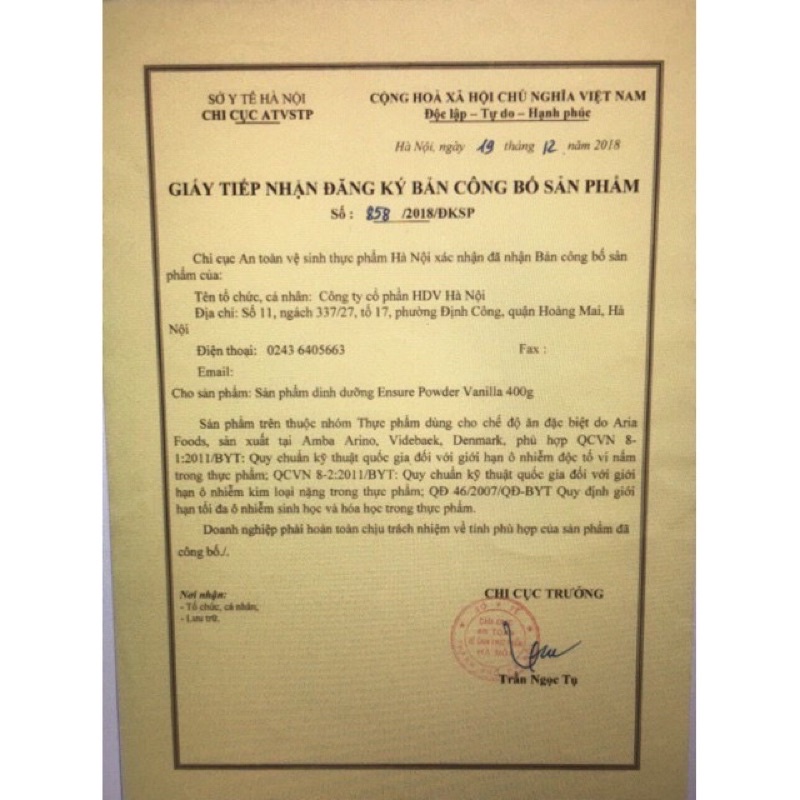 SỞ Y TẾ HÀ NỘI
CHI CỤC ATVSTP
CỘNG HOÀ XÃ HỘI CHỦ NGHĨA VIỆT NAM
Độc lập – Tự do – Hạnh phúc
Hà Nội, ngày 19 tháng 12 năm 2018
GIẤY TIẾP NHẬN ĐĂNG KÝ BẢN CÔNG BỐ SẢN PHẨM
Số : 858 /2018/ĐKSP
Chi cục An toàn vệ sinh thực phẩm Hà Nội xác nhận đã nhận Bản công bố sản
phẩm của:
Tên tổ chức, cá nhân: Công ty cổ phần HDV Hà Nội
Địa chỉ: Số 11, ngách 337/27, tổ 17, phường Định Công, quận Hoàng Mai, Hà
Nội
Điện thoại: 0243 6405663 Fax :
Email:
Cho sản phẩm: Sản phẩm dinh dưỡng Ensure Powder Vanilla 400g
Sản phẩm trên thuộc nhóm Thực phẩm dùng cho chế độ ăn đặc biệt do Aria
Foods, sản xuất tại Amba Arino, Videbaek, Denmark, phù hợp QCVN 8-
1:2011/BYT: Quy chuẩn kỹ thuật quốc gia đối với giới hạn ô nhiễm độc tố vi nấm
trong thực phẩm; QCVN 8-2:2011/BYT: Quy chuẩn kỹ thuật quốc gia đối với giới
hạn ô nhiễm kim loại nặng trong thực phẩm; QĐ 46/2007/QĐ-BYT Quy định giới
hạn tối đa ô nhiễm sinh học và hóa học trong thực phẩm.
Doanh nghiệp phải hoàn toàn chịu trách nhiệm về tính phù hợp của sản phẩm đã
công bố./.
Nơi nhận:
- Tổ chức, cá nhân;
- Lưu trữ.
CHI CỤC TRƯỞNG
Trần Ngọc Tụ